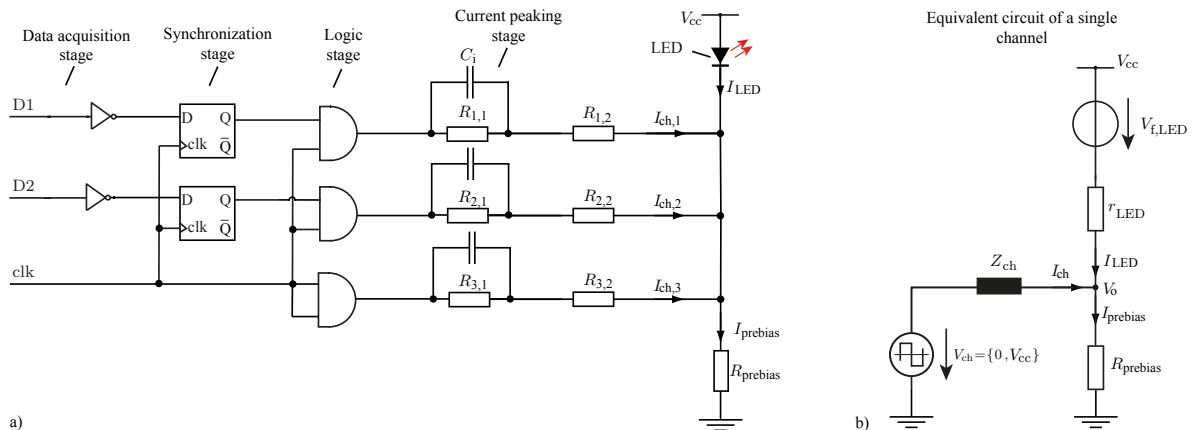 Data acquisition
stage
Synchronization
stage
Logic
stage
Current peaking
stage
V_cc
LED
I_LED
D1
D
Q
clk
Q̄
C_i
R_1,1
R_1,2
I_ch,1
D2
D
Q
clk
Q̄
R_2,1
R_2,2
I_ch,2
clk
R_3,1
R_3,2
I_ch,3
I_prebias
R_prebias
a)
Equivalent circuit of a single
channel
V_cc
V_f,LED
r_LED
Z_ch
I_ch
I_LED
V_o
I_prebias
V_ch={0,V_cc}
R_prebias
b)